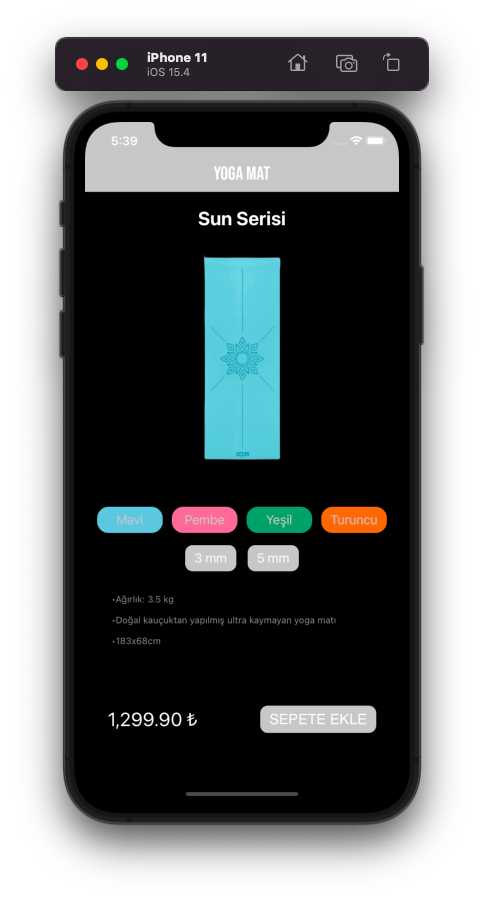 iPhone 11
iOS 15.4
5:39
YOGA MAT
Sun Serisi
Mavi Pembe Yeşil Turuncu
3 mm 5 mm
•Ağırlık: 3.5 kg
•Doğal kauçuktan yapılmış ultra kaymayan yoga matı
•183x68cm
1,299.90 ₺ SEPETE EKLE